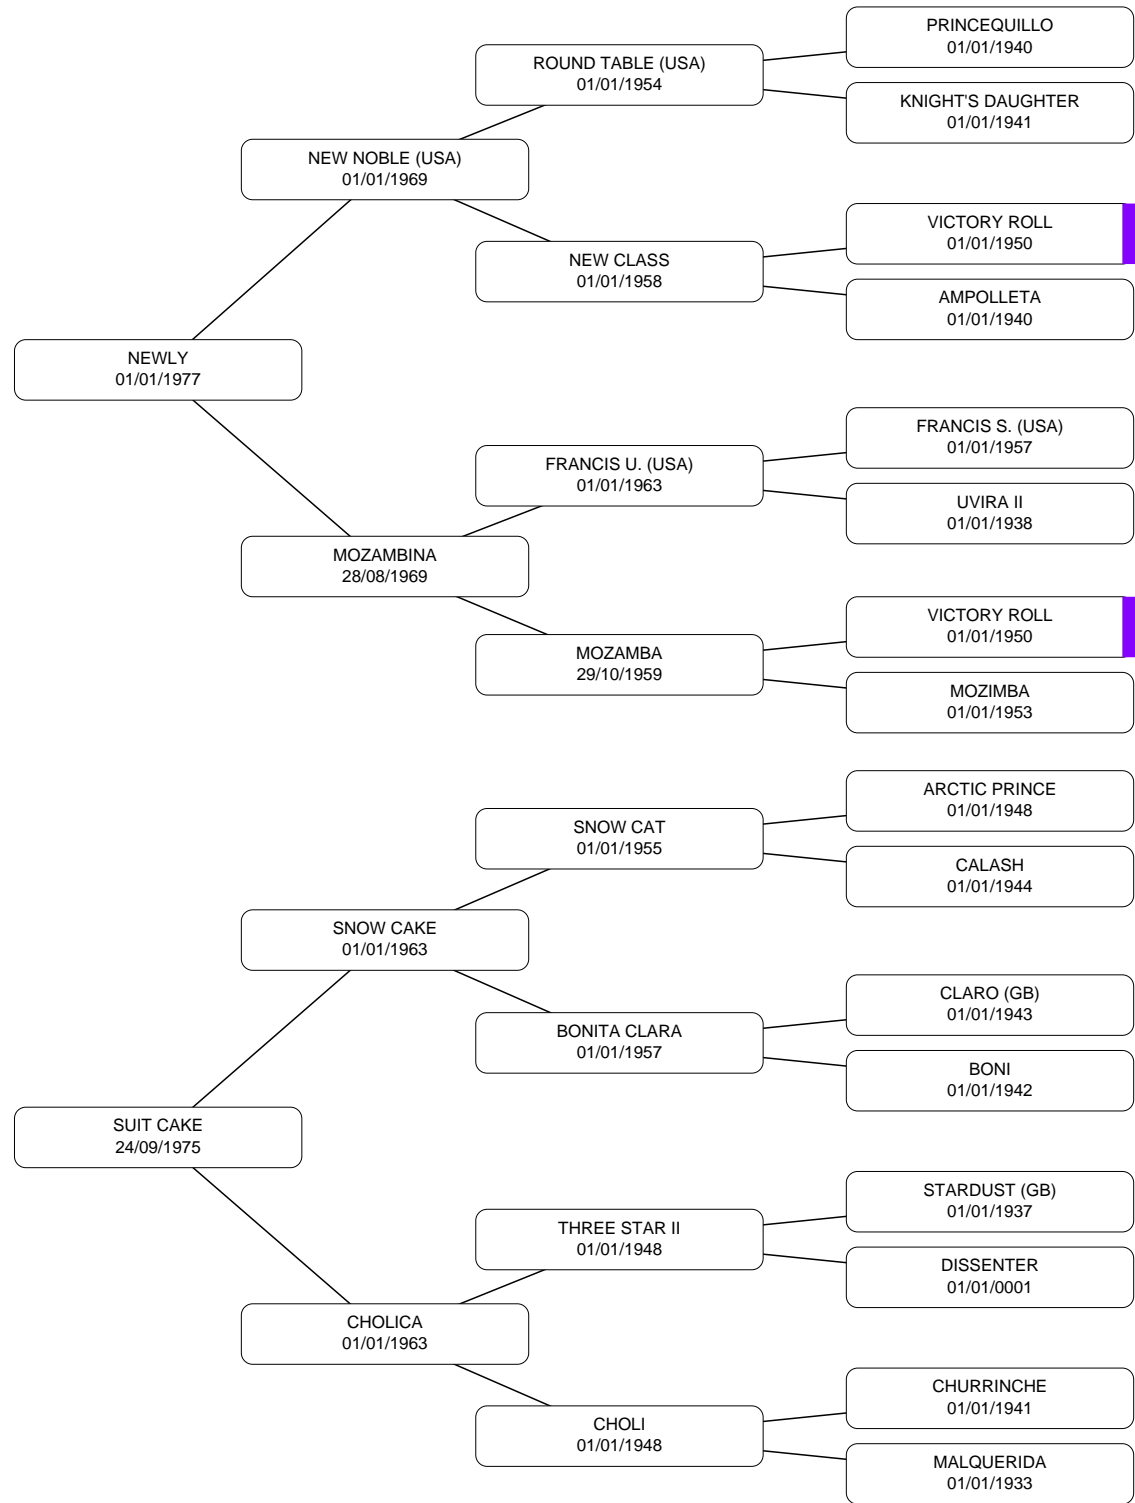 PRINCEQUILLO
01/01/1940
ROUND TABLE (USA)
01/01/1954
KNIGHT'S DAUGHTER
01/01/1941
NEW NOBLE (USA)
01/01/1969
VICTORY ROLL
01/01/1950
NEW CLASS
01/01/1958
AMPOLLETA
01/01/1940
NEWLY
01/01/1977
FRANCIS S. (USA)
01/01/1957
FRANCIS U. (USA)
01/01/1963
UVIRA II
01/01/1938
MOZAMBINA
28/08/1969
VICTORY ROLL
01/01/1950
MOZAMBA
29/10/1959
MOZIMBA
01/01/1953
ARCTIC PRINCE
01/01/1948
SNOW CAT
01/01/1955
CALASH
01/01/1944
SNOW CAKE
01/01/1963
CLARO (GB)
01/01/1943
BONITA CLARA
01/01/1957
BONI
01/01/1942
SUIT CAKE
24/09/1975
STARDUST (GB)
01/01/1937
THREE STAR II
01/01/1948
DISSENTER
01/01/0001
CHOLICA
01/01/1963
CHURRINCHE
01/01/1941
CHOLI
01/01/1948
MALQUERIDA
01/01/1933